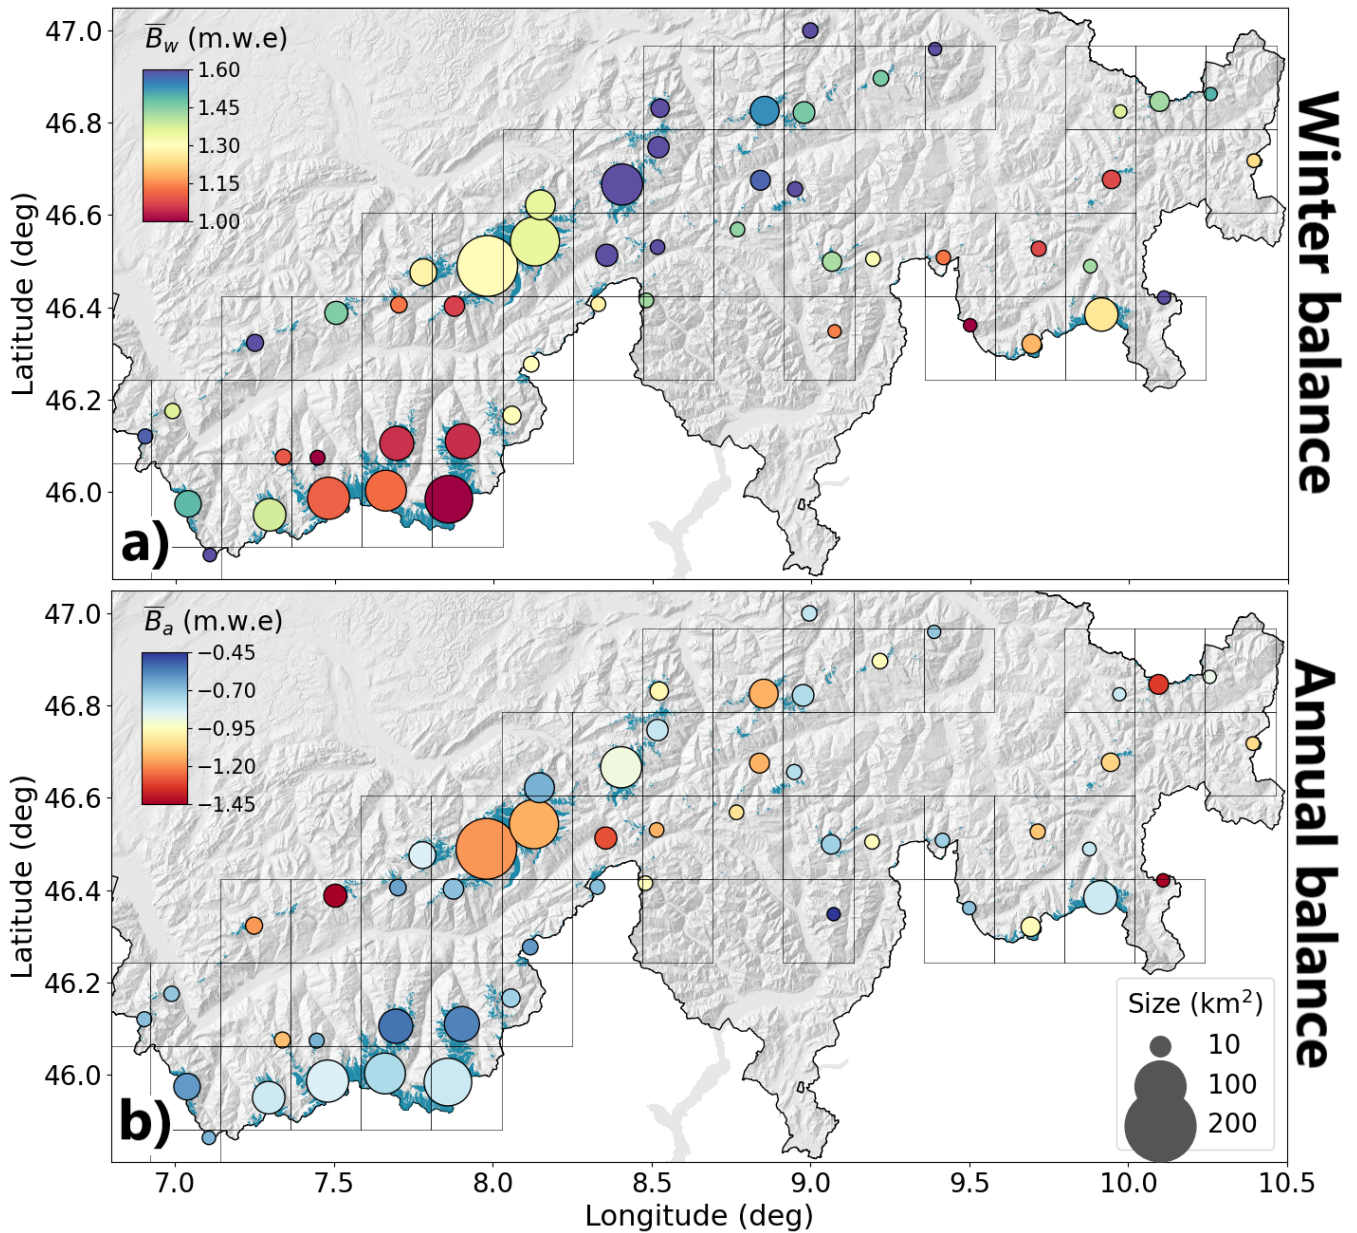 B̅w (m.w.e)
1.60
1.45
1.30
1.15
1.00
47.0
46.8
46.6
46.4
46.2
46.0
Latitude (deg)
a)
Winter balance
B̅a (m.w.e)
−0.45
−0.70
−0.95
−1.20
−1.45
47.0
46.8
46.6
46.4
46.2
46.0
Latitude (deg)
b)
Annual balance
Size (km²)
10
100
200
7.0 7.5 8.0 8.5 9.0 9.5 10.0 10.5
Longitude (deg)